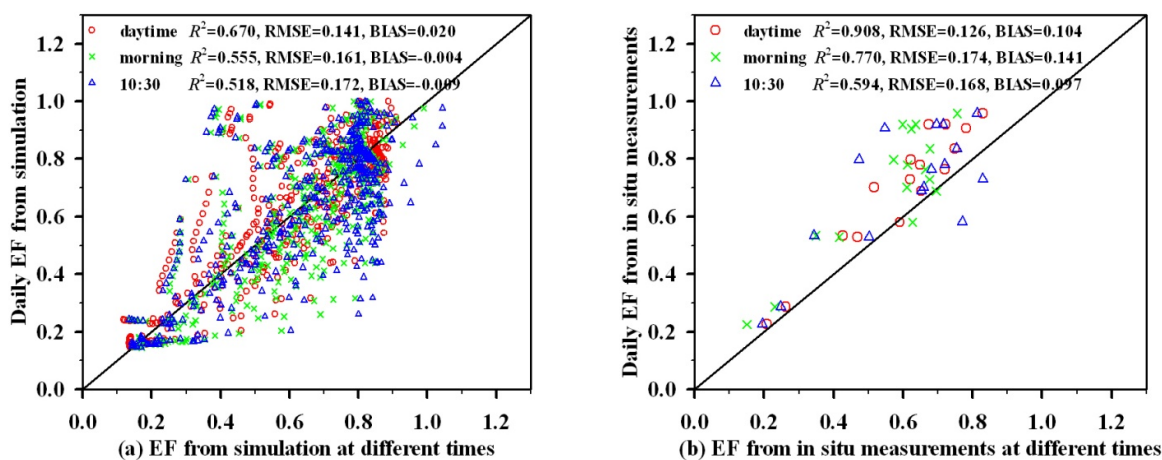 daytime R²=0.670, RMSE=0.141, BIAS=0.020
morning R²=0.555, RMSE=0.161, BIAS=-0.004
10:30 R²=0.518, RMSE=0.172, BIAS=-0.009
Daily EF from simulation
1.2
1.0
0.8
0.6
0.4
0.2
0.0
0.0 0.2 0.4 0.6 0.8 1.0 1.2
(a) EF from simulation at different times
daytime R²=0.908, RMSE=0.126, BIAS=0.104
morning R²=0.770, RMSE=0.174, BIAS=0.141
10:30 R²=0.594, RMSE=0.168, BIAS=0.097
Daily EF from in situ measurements
1.2
1.0
0.8
0.6
0.4
0.2
0.0
0.0 0.2 0.4 0.6 0.8 1.0 1.2
(b) EF from in situ measurements at different times